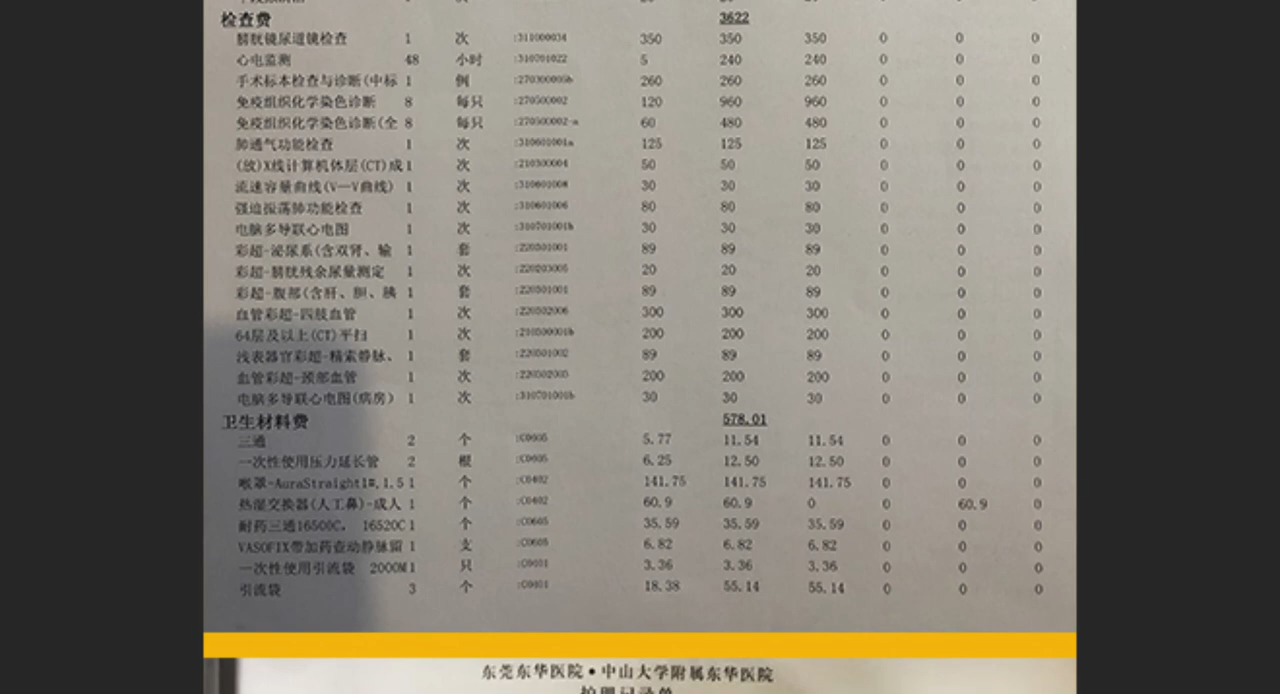 检查费 3622
膀胱镜尿道镜检查 1 次 :311000034 350 350 350 0 0 0
心电监测 48 小时 :310701022 5 240 240 0 0 0
手术标本检查与诊断(中标 1 例 :270300005b 260 260 260 0 0 0
免疫组织化学染色诊断 8 每只 :270500002 120 960 960 0 0 0
免疫组织化学染色诊断(全 8 每只 :270500002-a 60 480 480 0 0 0
肺通气功能检查 1 次 :310601001a 125 125 125 0 0 0
(放)X线计算机体层(CT)成 1 次 :210300004 50 50 50 0 0 0
流速容量曲线(V—V曲线) 1 次 :310601008 30 30 30 0 0 0
强迫振荡肺功能检查 1 次 :310601006 80 80 80 0 0 0
电脑多导联心电图 1 次 :310701001b 30 30 30 0 0 0
彩超-泌尿系(含双肾、输 1 套 :220301001 89 89 89 0 0 0
彩超-膀胱残余尿量测定 1 次 :220203005 20 20 20 0 0 0
彩超-腹部(含肝、胆、胰 1 套 :220301001 89 89 89 0 0 0
血管彩超-四肢血管 1 次 :220302006 300 300 300 0 0 0
64层及以上(CT)平扫 1 次 200 200 200 0 0 0
浅表器官彩超-精索静脉、 1 套 :220301002 89 89 89 0 0 0
血管彩超-颈部血管 1 次 200 200 200 0 0 0
电脑多导联心电图(病房) 1 次 :310701001b 30 30 30 0 0 0
卫生材料费 578.01
三通 2 个 :C0605 5.77 11.54 11.54 0 0 0
一次性使用压力延长管 2 根 :C0605 6.25 12.50 12.50 0 0 0
喉罩-AuraStraight1#,1.5 1 个 :C0402 141.75 141.75 141.75 0 0 0
热湿交换器(人工鼻)-成人 1 个 :C0402 60.9 60.9 0 0 60.9 0
耐药三通16500C, 16520C 1 个 :C0605 35.59 35.59 35.59 0 0 0
VASOFIX带加药壶动静脉留 1 支 :C0605 6.82 6.82 6.82 0 0 0
一次性使用引流袋 2000M 1 只 3.36 3.36 3.36 0 0 0
引流袋 3 个 18.38 55.14 55.14 0 0 0
东莞东华医院•中山大学附属东华医院